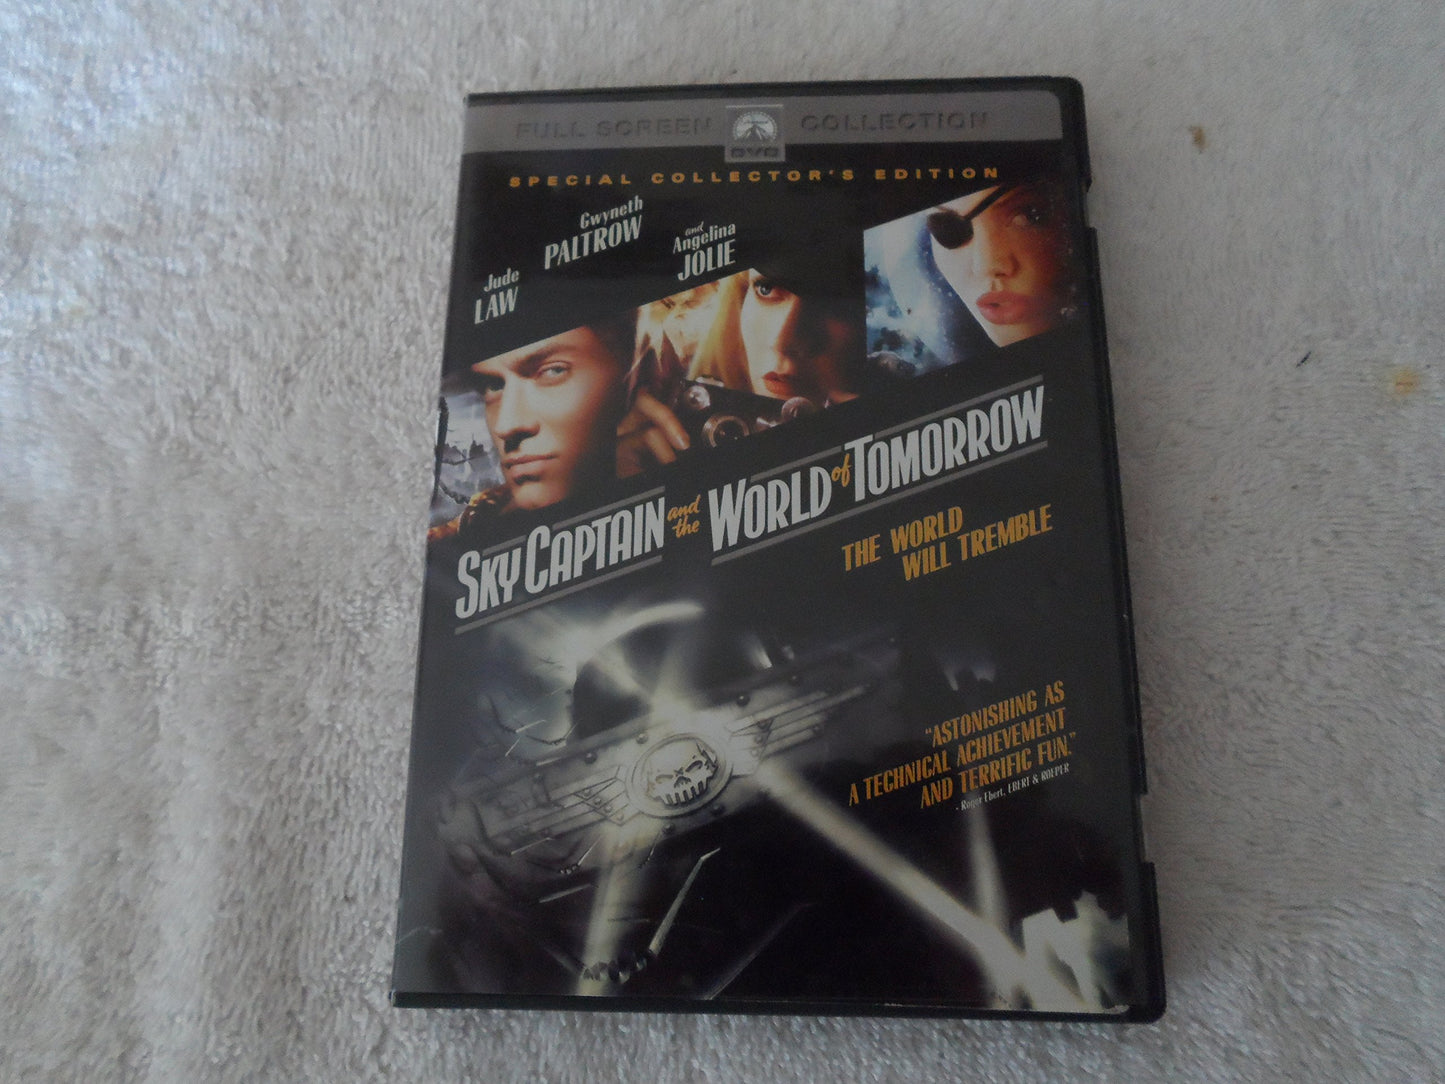 FULL SCREEN COLLECTION
DVD
SPECIAL COLLECTOR'S EDITION
Jude
LAW
Gwyneth
PALTROW
and
Angelina
JOLIE
SKY CAPTAIN and the WORLD of TOMORROW
THE WORLD
WILL TREMBLE
"ASTONISHING AS
A TECHNICAL ACHIEVEMENT
AND TERRIFIC FUN."
- Roger Ebert, EBERT & ROEPER